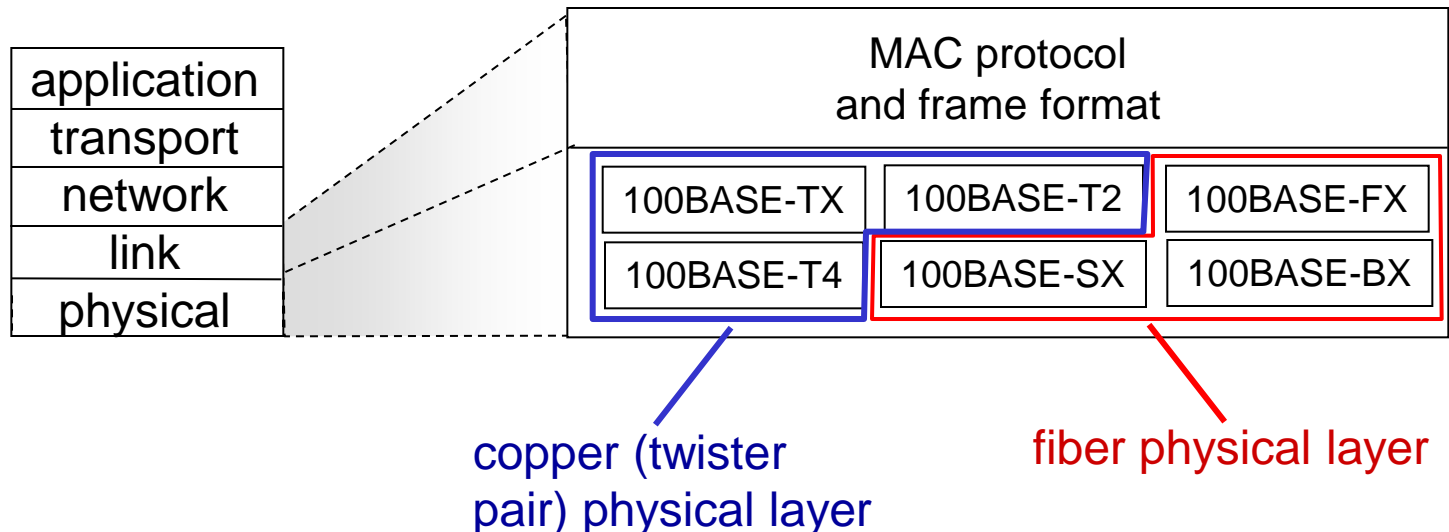 application
transport
network
link
physical
MAC protocol
and frame format
100BASE-TX
100BASE-T2
100BASE-FX
100BASE-T4
100BASE-SX
100BASE-BX
copper (twister
pair) physical layer
fiber physical layer